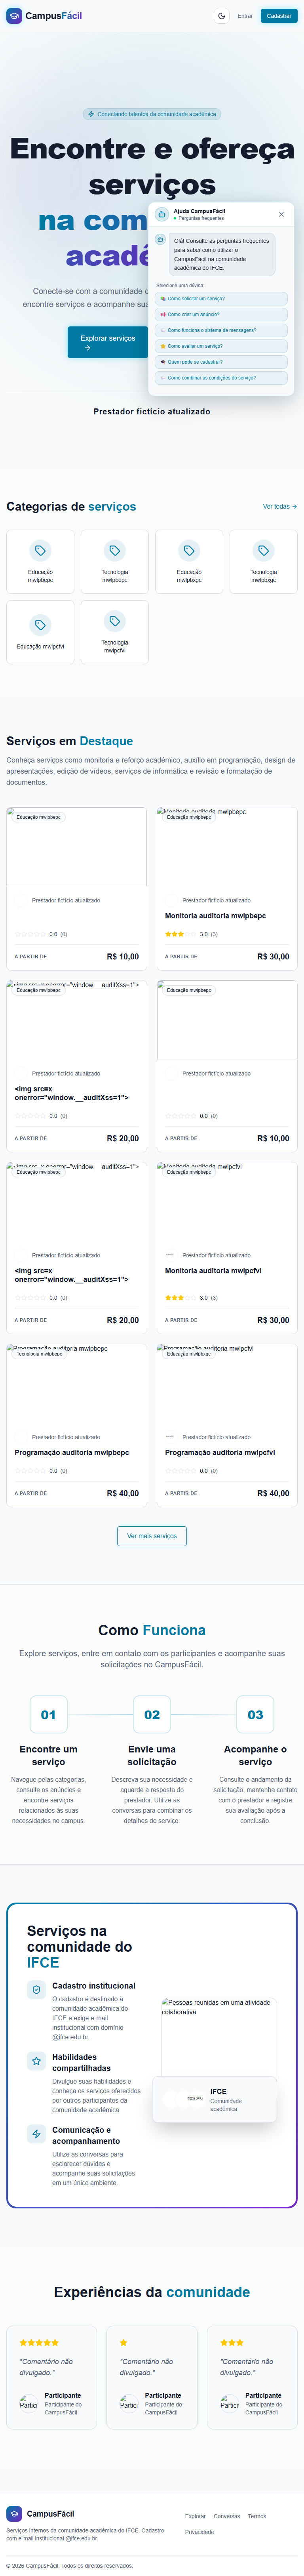 CampusFácil
Entrar
Cadastrar
Conectando talentos da comunidade acadêmica
Encontre e ofereça
serviços
na com
acadê
Conecte-se com a comunidade
encontre serviços e acompanhe sua
Explorar serviços
→
Ajuda CampusFácil
Perguntas frequentes
Olá! Consulte as perguntas frequentes
para saber como utilizar o
CampusFácil na comunidade
acadêmica do IFCE.
Selecione uma dúvida:
Como solicitar um serviço?
Como criar um anúncio?
Como funciona o sistema de mensagens?
Como avaliar um serviço?
Quem pode se cadastrar?
Como combinar as condições do serviço?
Prestador fictício atualizado
Categorias de serviços
Ver todas →
Educação
mwlpbepc
Tecnologia
mwlpbepc
Educação
mwlpbxgc
Tecnologia
mwlpbxgc
Educação mwlpcfvl
Tecnologia
mwlpcfvl
Serviços em Destaque
Conheça serviços como monitoria e reforço acadêmico, auxílio em programação, design de
apresentações, edição de vídeos, serviços de informática e revisão e formatação de
documentos.
Educação mwlpbepc
Prestador fictício atualizado
0.0 (0)
A PARTIR DE
R$ 10,00
Monitoria auditoria mwlpbepc
Educação mwlpbepc
Prestador fictício atualizado
Monitoria auditoria mwlpbepc
3.0 (3)
A PARTIR DE
R$ 30,00
<img src=x onerror="window.__auditXss=1">
Educação mwlpbepc
Prestador fictício atualizado
<img src=x
onerror="window.__auditXss=1">
0.0 (0)
A PARTIR DE
R$ 20,00
Educação mwlpbepc
Prestador fictício atualizado
0.0 (0)
A PARTIR DE
R$ 10,00
<img src=x onerror="window.__auditXss=1">
Educação mwlpbepc
Prestador fictício atualizado
<img src=x
onerror="window.__auditXss=1">
0.0 (0)
A PARTIR DE
R$ 20,00
Monitoria auditoria mwlpcfvl
Educação mwlpbepc
Prestador fictício atualizado
Monitoria auditoria mwlpcfvl
3.0 (3)
A PARTIR DE
R$ 30,00
Programação auditoria mwlpbepc
Tecnologia mwlpbepc
Prestador fictício atualizado
Programação auditoria mwlpbepc
0.0 (0)
A PARTIR DE
R$ 40,00
Programação auditoria mwlpcfvl
Educação mwlpbxgc
Prestador fictício atualizado
Programação auditoria mwlpcfvl
0.0 (0)
A PARTIR DE
R$ 40,00
Ver mais serviços
Como Funciona
Explore serviços, entre em contato com os participantes e acompanhe suas
solicitações no CampusFácil.
01
Encontre um
serviço
Navegue pelas categorias,
consulte os anúncios e
encontre serviços
relacionados às suas
necessidades no campus.
02
Envie uma
solicitação
Descreva sua necessidade e
aguarde a resposta do
prestador. Utilize as
conversas para combinar os
detalhes do serviço.
03
Acompanhe o
serviço
Consulte o andamento da
solicitação, mantenha contato
com o prestador e registre
sua avaliação após a
conclusão.
Serviços na
comunidade do
IFCE
Cadastro institucional
O cadastro é destinado à
comunidade acadêmica do
IFCE e exige e-mail
institucional com domínio
@ifce.edu.br.
Habilidades
compartilhadas
Divulgue suas habilidades e
conheça os serviços oferecidos
por outros participantes da
comunidade acadêmica
Comunicação e
acompanhamento
Utilize as conversas para
esclarecer dúvidas e
acompanhe suas solicitações
em um único ambiente.
Pessoas reunidas em uma atividade
colaborativa
IFCE
Comunidade
acadêmica
Experiências da comunidade
"Comentário não
divulgado."
Partici
Participante
Participante do
CampusFácil
"Comentário não
divulgado."
Partici
Participante
Participante do
CampusFácil
"Comentário não
divulgado."
Partici
Participante
Participante do
CampusFácil
CampusFácil
Serviços internos da comunidade acadêmica do IFCE. Cadastro
com e-mail institucional @ifce.edu.br.
Explorar
Conversas
Termos
Privacidade
© 2026 CampusFácil. Todos os direitos reservados.